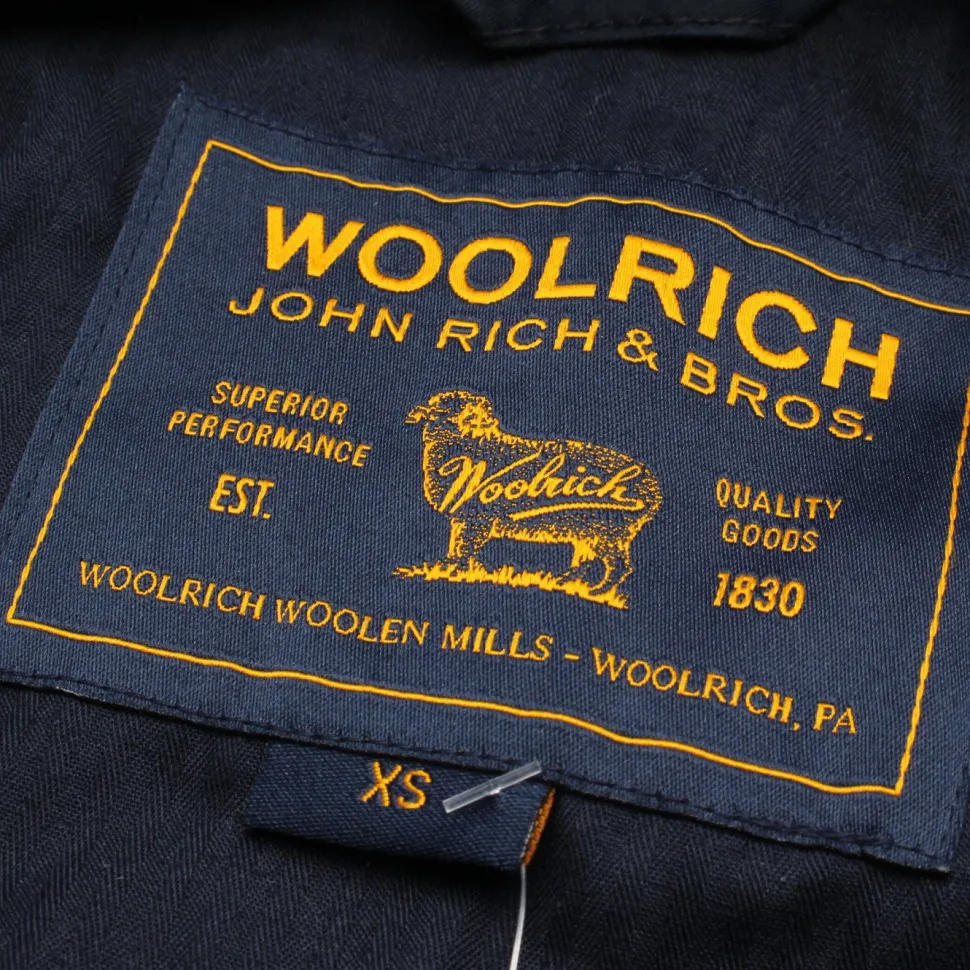 WOOLRICH
JOHN RICH & BROS.
SUPERIOR
PERFORMANCE
EST.
Woolrich
QUALITY
GOODS
1830
WOOLRICH WOOLEN MILLS - WOOLRICH, PA
XS